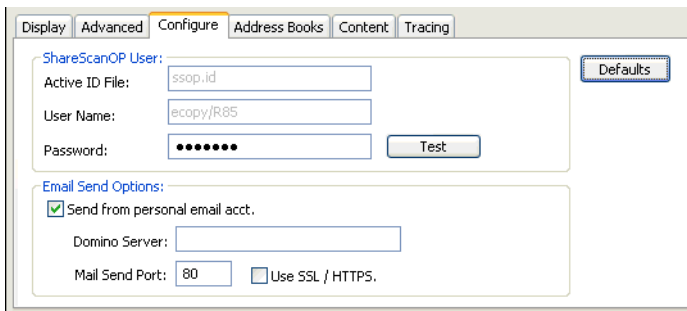 Display Advanced Configure Address Books Content Tracing
ShareScanOP User:
Defaults
Active ID File: ssop.id
User Name: ecopy/R85
Password: ●●●●●●● Test
Email Send Options:
Send from personal email acct.
Domino Server:
Mail Send Port: 80 Use SSL / HTTPS.